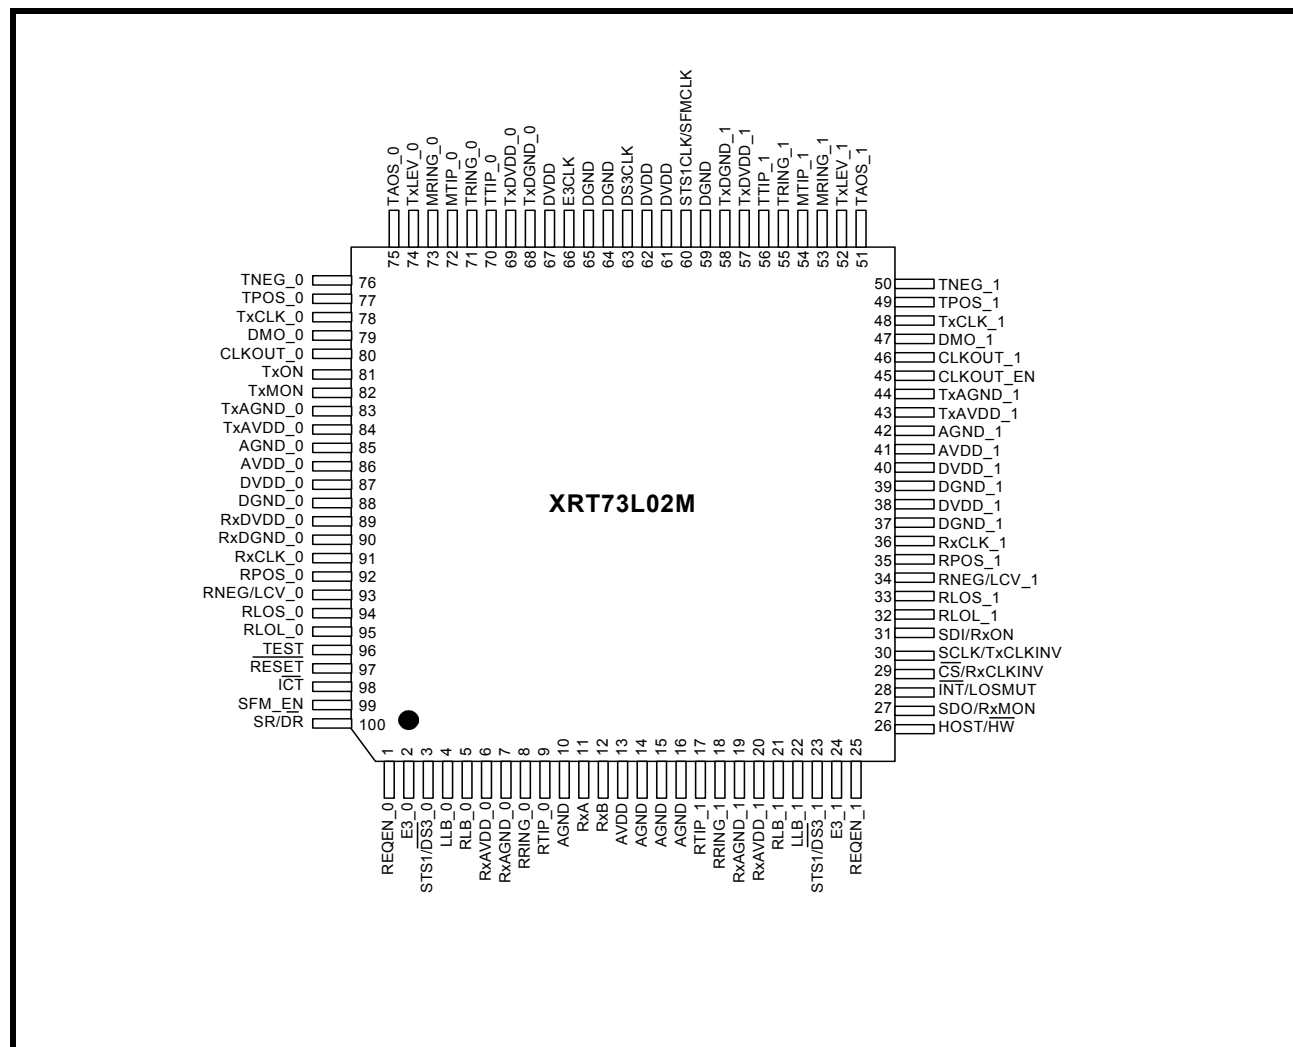 TAOS_0
TxLEV_0
MRING_0
MTIP_0
TRING_0
TTIP_0
TxDVDD_0
TxDGND_0
DVDD
E3CLK
DGND
DGND
DS3CLK
DVDD
DVDD
STS1CLK/SFMCLK
DGND
TxDGND_1
TxDVDD_1
TTIP_1
TRING_1
MTIP_1
MRING_1
TxLEV_1
TAOS_1
75
74
73
72
71
70
69
68
67
66
65
64
63
62
61
60
59
58
57
56
55
54
53
52
51
TNEG_0 76
TPOS_0 77
TxCLK_0 78
DMO_0 79
CLKOUT_0 80
TxON 81
TxMON 82
TxAGND_0 83
TxAVDD_0 84
AGND_0 85
AVDD_0 86
DVDD_0 87
DGND_0 88
RxDVDD_0 89
RxDGND_0 90
RxCLK_0 91
RPOS_0 92
RNEG/LCV_0 93
RLOS_0 94
RLOL_0 95
TEST 96
RESET 97
ICT 98
SFM_EN 99
SR/DR 100
XRT73L02M
50 TNEG_1
49 TPOS_1
48 TxCLK_1
47 DMO_1
46 CLKOUT_1
45 CLKOUT_EN
44 TxAGND_1
43 TxAVDD_1
42 AGND_1
41 AVDD_1
40 DVDD_1
39 DGND_1
38 DVDD_1
37 DGND_1
36 RxCLK_1
35 RPOS_1
34 RNEG/LCV_1
33 RLOS_1
32 RLOL_1
31 SDI/RxON
30 SCLK/TxCLKINV
29 CS/RxCLKINV
28 INT/LOSMUT
27 SDO/RxMON
26 HOST/HW
1
2
3
4
5
6
7
8
9
10
11
12
13
14
15
16
17
18
19
20
21
22
23
24
25
REQEN_0
E3_0
STS1/DS3_0
LLB_0
RLB_0
RxAVDD_0
RxAGND_0
RRING_0
RTIP_0
AGND
RxA
RxB
AVDD
AGND
AGND
AGND
RTIP_1
RRING_1
RxAGND_1
RxAVDD_1
RLB_1
LLB_1
STS1/DS3_1
E3_1
REQEN_1